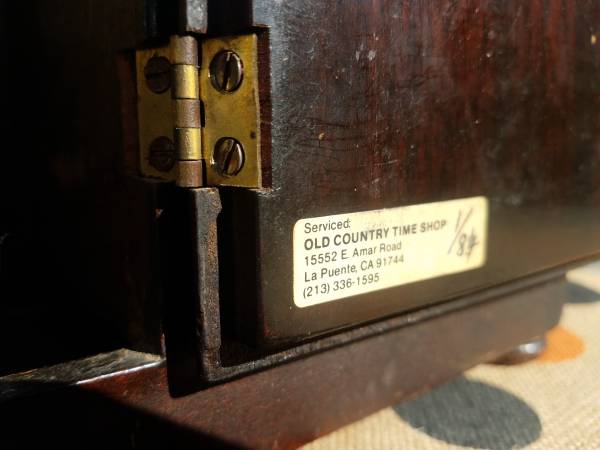 Serviced:
OLD COUNTRY TIME SHOP
15552 E. Amar Road
La Puente, CA 91744
(213) 336-1595
1/84